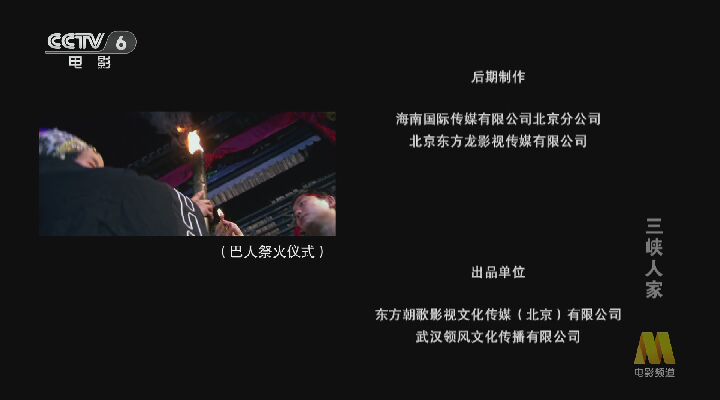 CCTV 6
电影
后期制作
海南国际传媒有限公司北京分公司
北京东方龙影视传媒有限公司
（巴人祭火仪式）
出品单位
东方朝歌影视文化传媒（北京）有限公司
武汉领风文化传播有限公司
三峡人家
电影频道